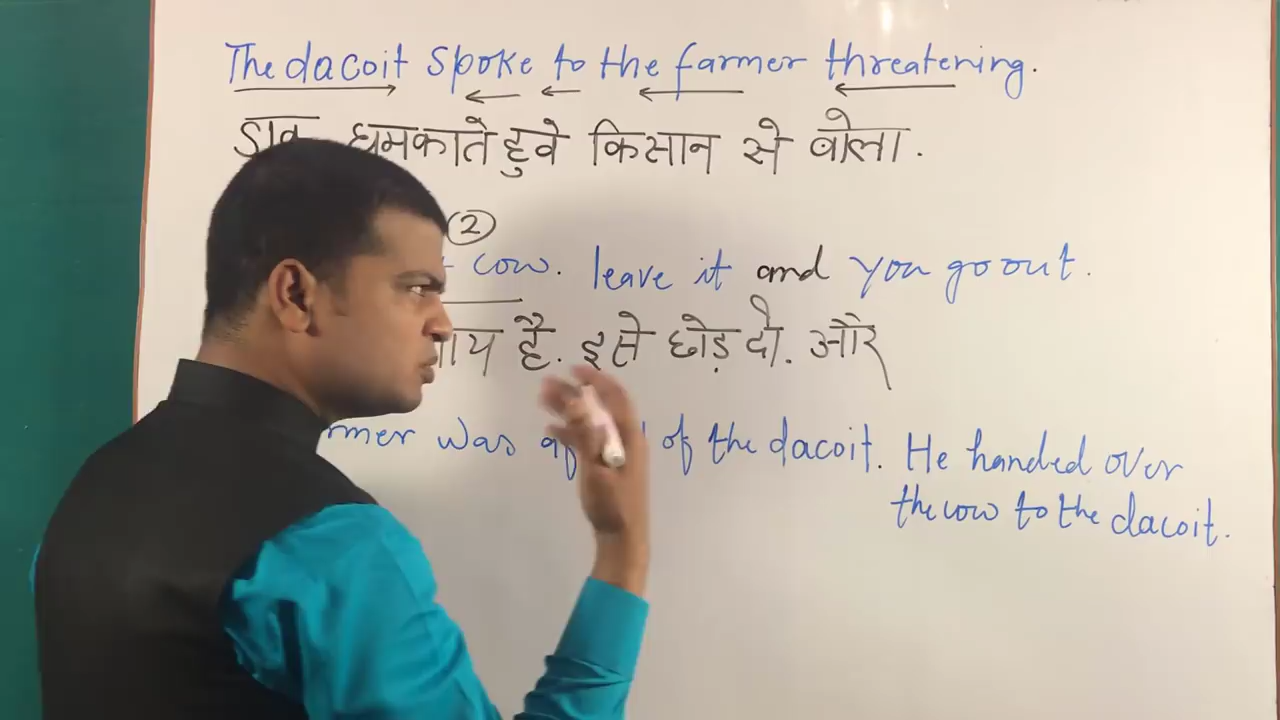 The dacoit spoke to the farmer threatening.
धमकाते हुवे किसान से बोला.
2
cow. leave it and you go out.
है. इसे छोड़ दो. और
was of the dacoit. He handed over
the cow to the dacoit.